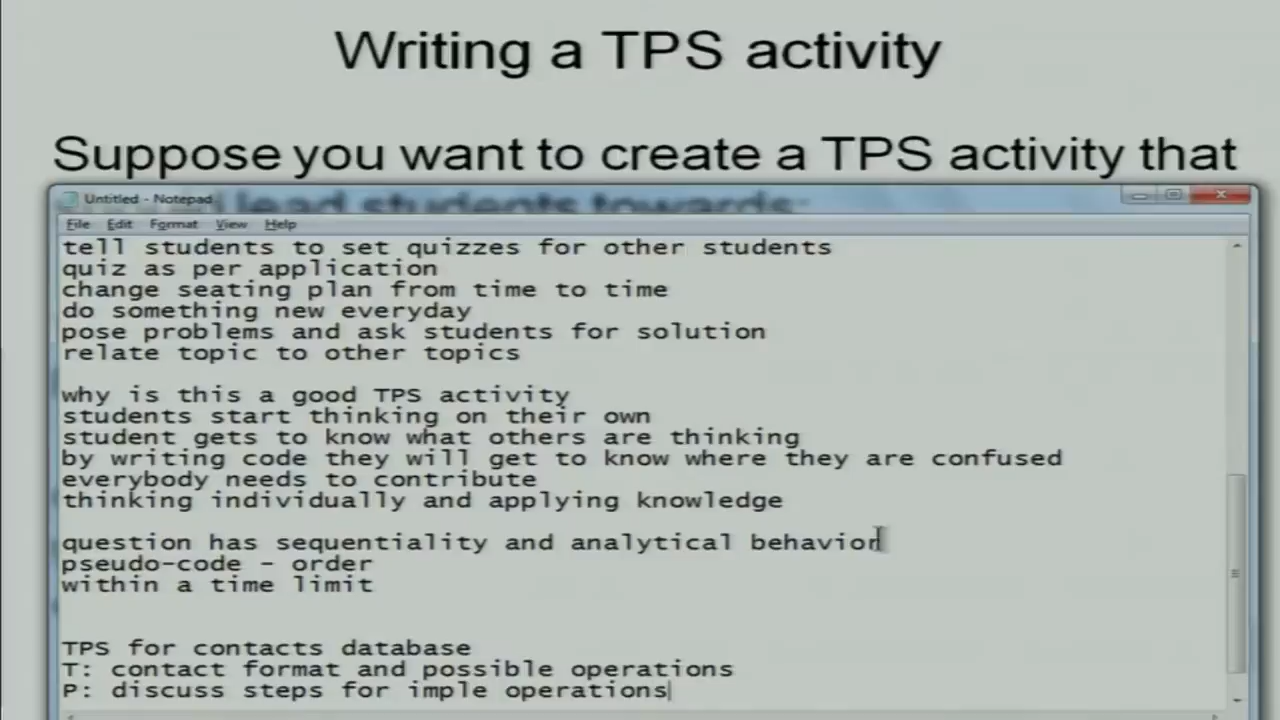 Writing a TPS activity
Suppose you want to create a TPS activity that
lead students towards:
Untitled - Notepad
File Edit Format View Help
tell students to set quizzes for other students
quiz as per application
change seating plan from time to time
do something new everyday
pose problems and ask students for solution
relate topic to other topics
why is this a good TPS activity
students start thinking on their own
student gets to know what others are thinking
by writing code they will get to know where they are confused
everybody needs to contribute
thinking individually and applying knowledge
question has sequentiality and analytical behavior
pseudo-code - order
within a time limit
TPS for contacts database
T: contact format and possible operations
P: discuss steps for imple operations